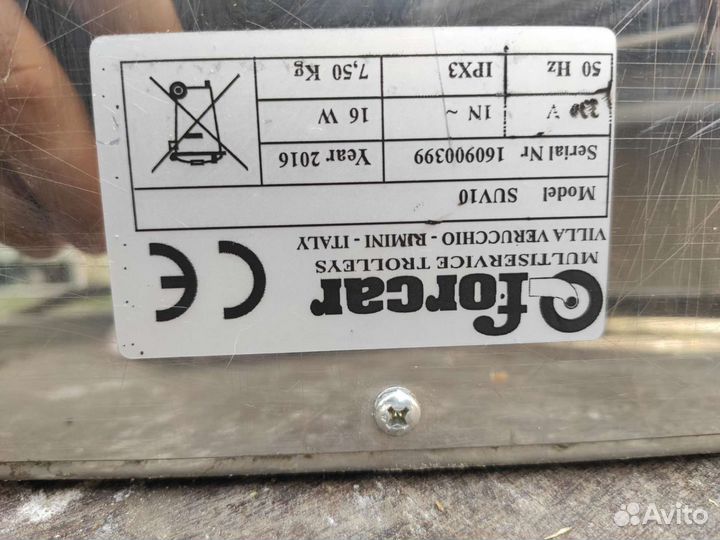 forcar
MULTISERVICE TROLLEYS
VILLA VERUCCHIO - RIMINI - ITALY
CE
Model SUV10
Serial Nr 160900399 Year 2016
230 V 1N ~ 16 W
50 Hz IPX3 7,50 Kg
Avito